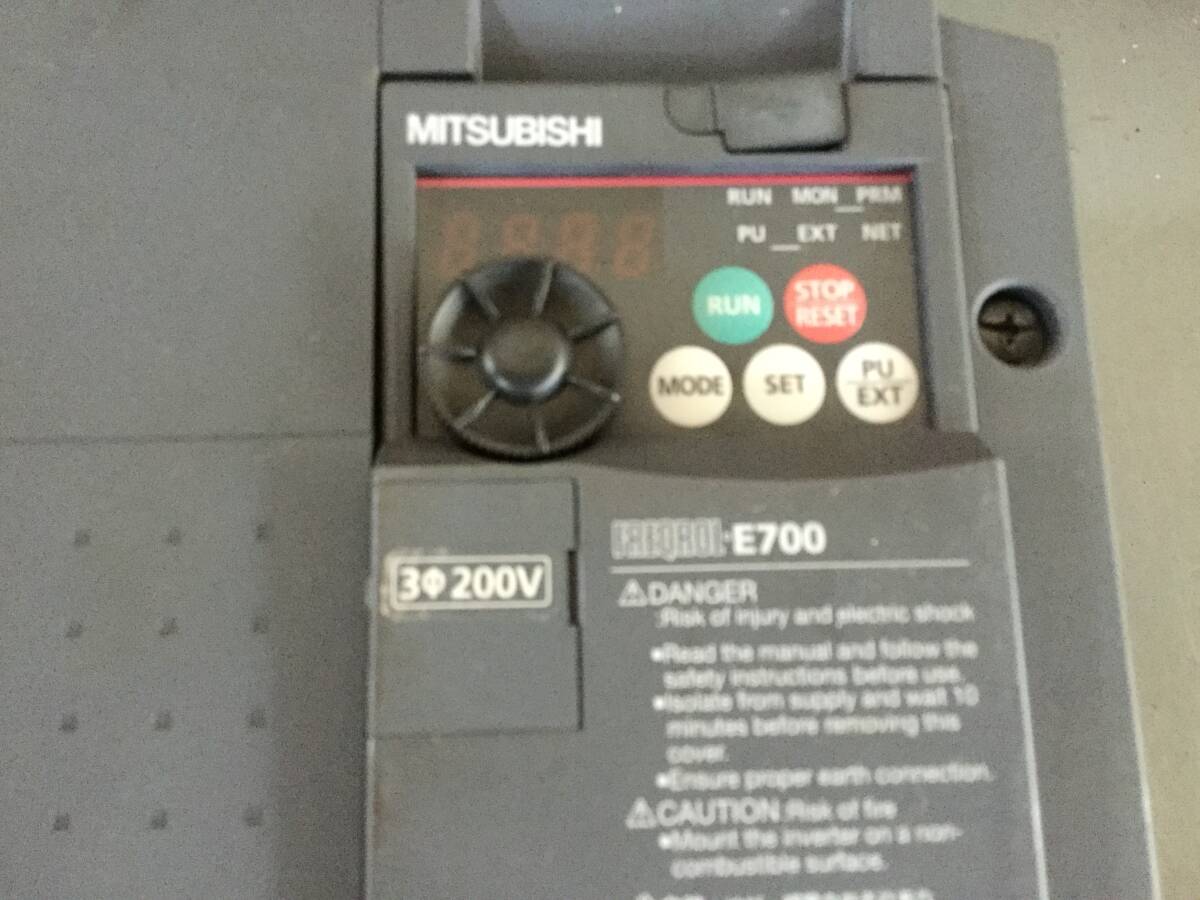 MITSUBISHI
RUN MON PRM
PU EXT NET
RUN
STOP
RESET
MODE
SET
PU
EXT
FREQROL-E700
3Φ200V
⚠DANGER
:Risk of injury and electric shock
•Read the manual and follow the
safety instructions before use.
•Isolate from supply and wait 10
minutes before removing this
cover.
•Ensure proper earth connection.
⚠CAUTION:Risk of fire
•Mount the inverter on a non-
combustible surface.